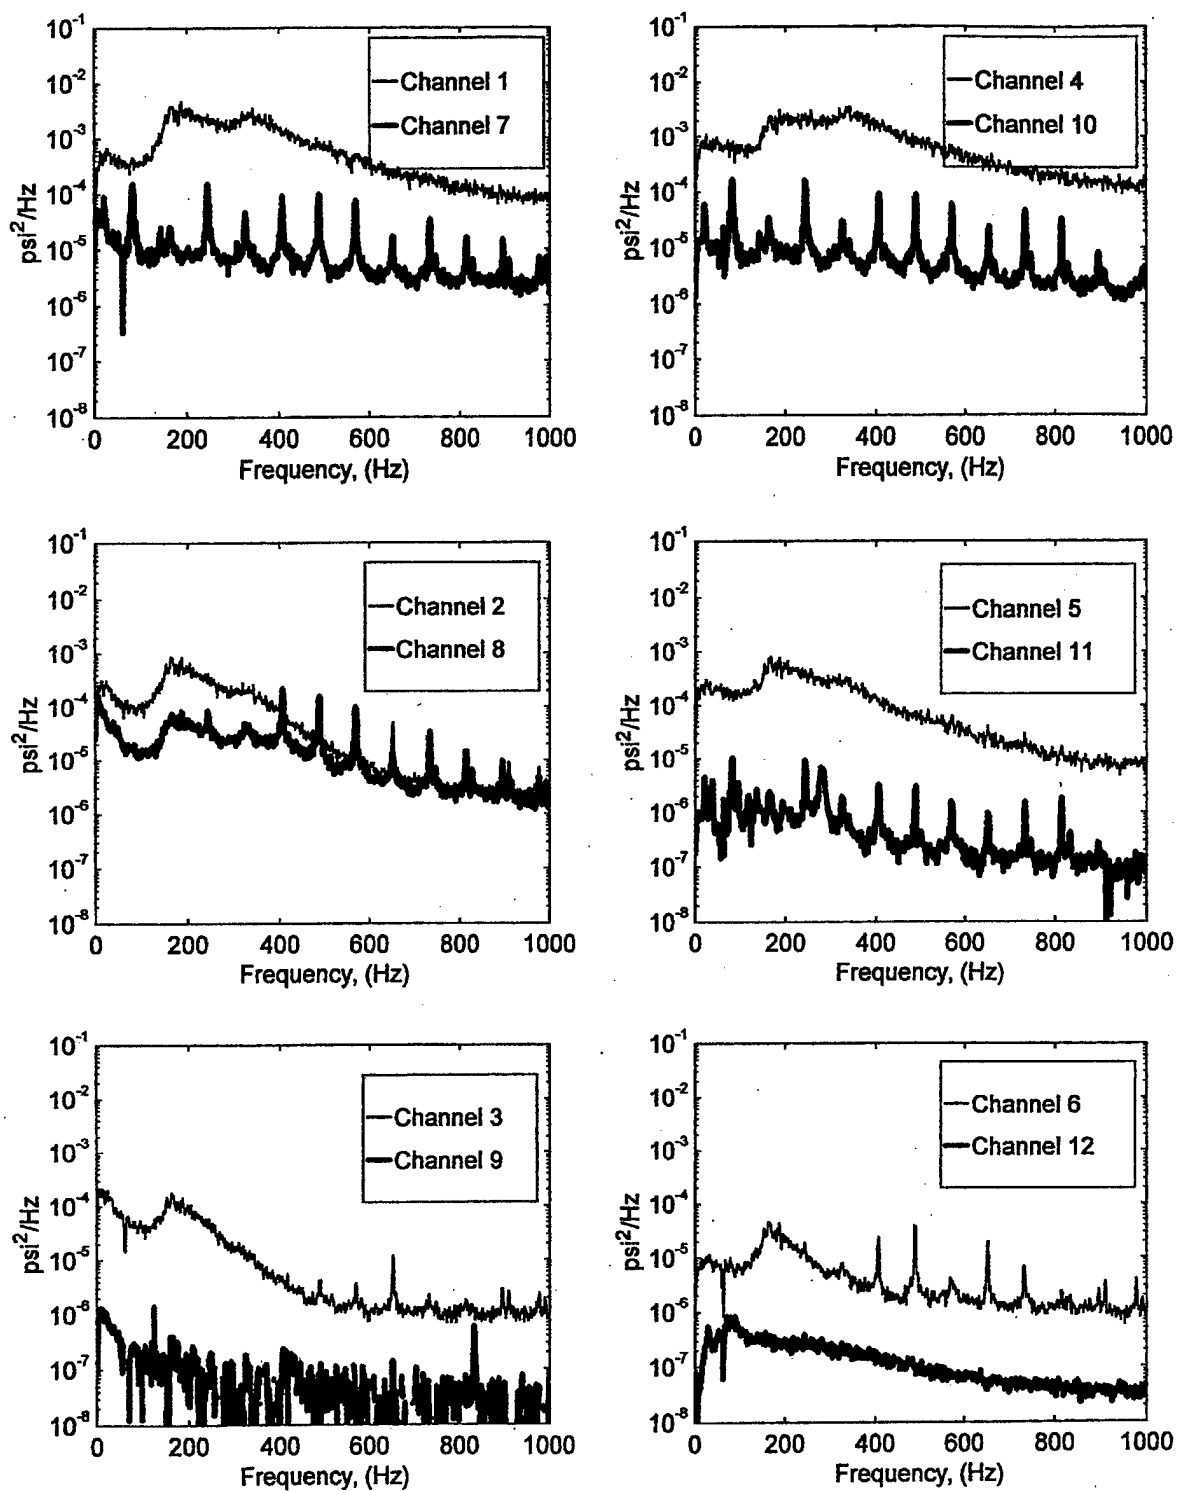 10^-1
10^-2
10^-3
10^-4
10^-5
10^-6
10^-7
10^-8
psi^2/Hz
Channel 1
Channel 7
0 200 400 600 800 1000
Frequency, (Hz)
10^-1
10^-2
10^-3
10^-4
10^-5
10^-6
10^-7
10^-8
psi^2/Hz
Channel 4
Channel 10
0 200 400 600 800 1000
Frequency, (Hz)
10^-1
10^-2
10^-3
10^-4
10^-5
10^-6
10^-7
10^-8
psi^2/Hz
Channel 2
Channel 8
0 200 400 600 800 1000
Frequency, (Hz)
10^-1
10^-2
10^-3
10^-4
10^-5
10^-6
10^-7
10^-8
psi^2/Hz
Channel 5
Channel 11
0 200 400 600 800 1000
Frequency, (Hz)
10^-1
10^-2
10^-3
10^-4
10^-5
10^-6
10^-7
10^-8
psi^2/Hz
Channel 3
Channel 9
0 200 400 600 800 1000
Frequency, (Hz)
10^-1
10^-2
10^-3
10^-4
10^-5
10^-6
10^-7
10^-8
psi^2/Hz
Channel 6
Channel 12
0 200 400 600 800 1000
Frequency, (Hz)